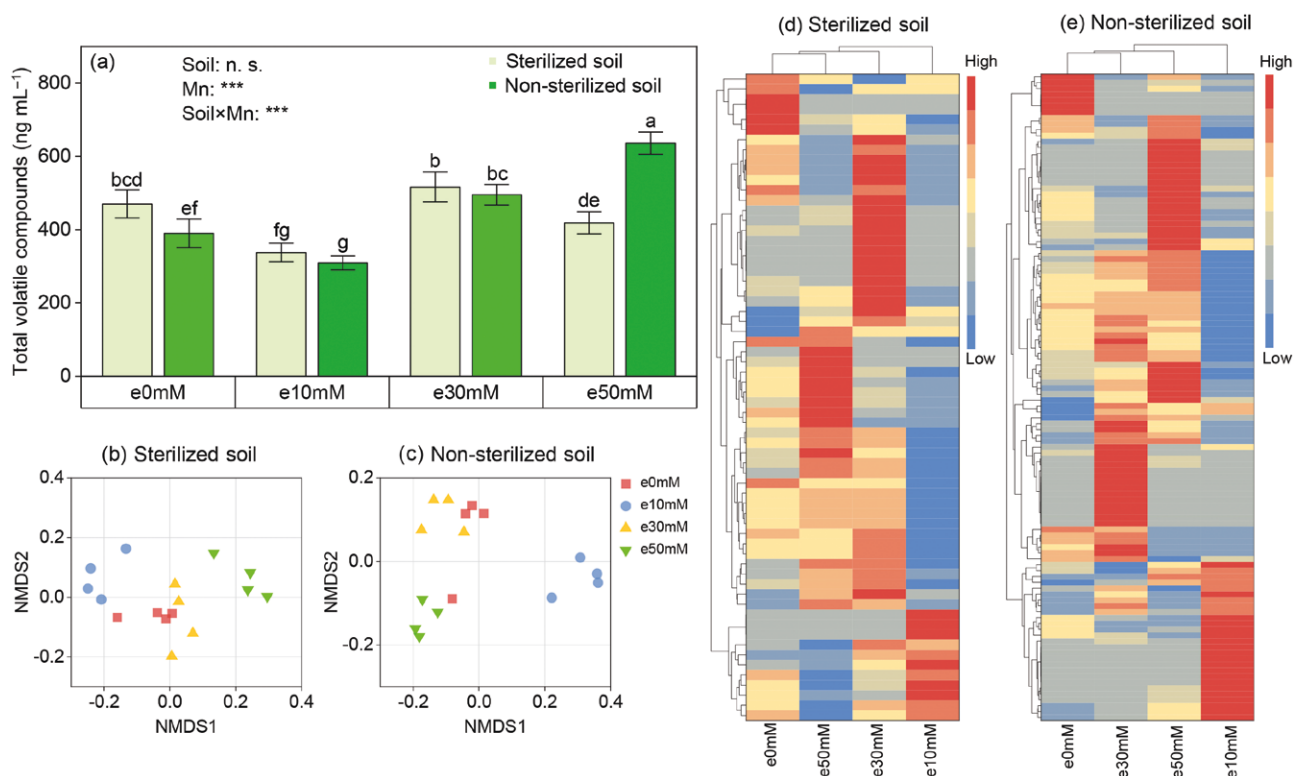 (a)
Soil: n. s.
Mn: ***
Soil×Mn: ***
Sterilized soil
Non-sterilized soil
Total volatile compounds (ng mL⁻¹)
800
600
400
200
0
bcd
ef
fg
g
b
bc
de
a
e0mM
e10mM
e30mM
e50mM
(b) Sterilized soil
NMDS2
0.4
0.2
0.0
-0.2
-0.2
0.0
0.2
0.4
NMDS1
(c) Non-sterilized soil
NMDS2
0.2
0.0
-0.2
-0.2
0.0
0.2
0.4
NMDS1
e0mM
e10mM
e30mM
e50mM
(d) Sterilized soil
High
Low
e0mM
e50mM
e30mM
e10mM
(e) Non-sterilized soil
High
Low
e0mM
e30mM
e50mM
e10mM